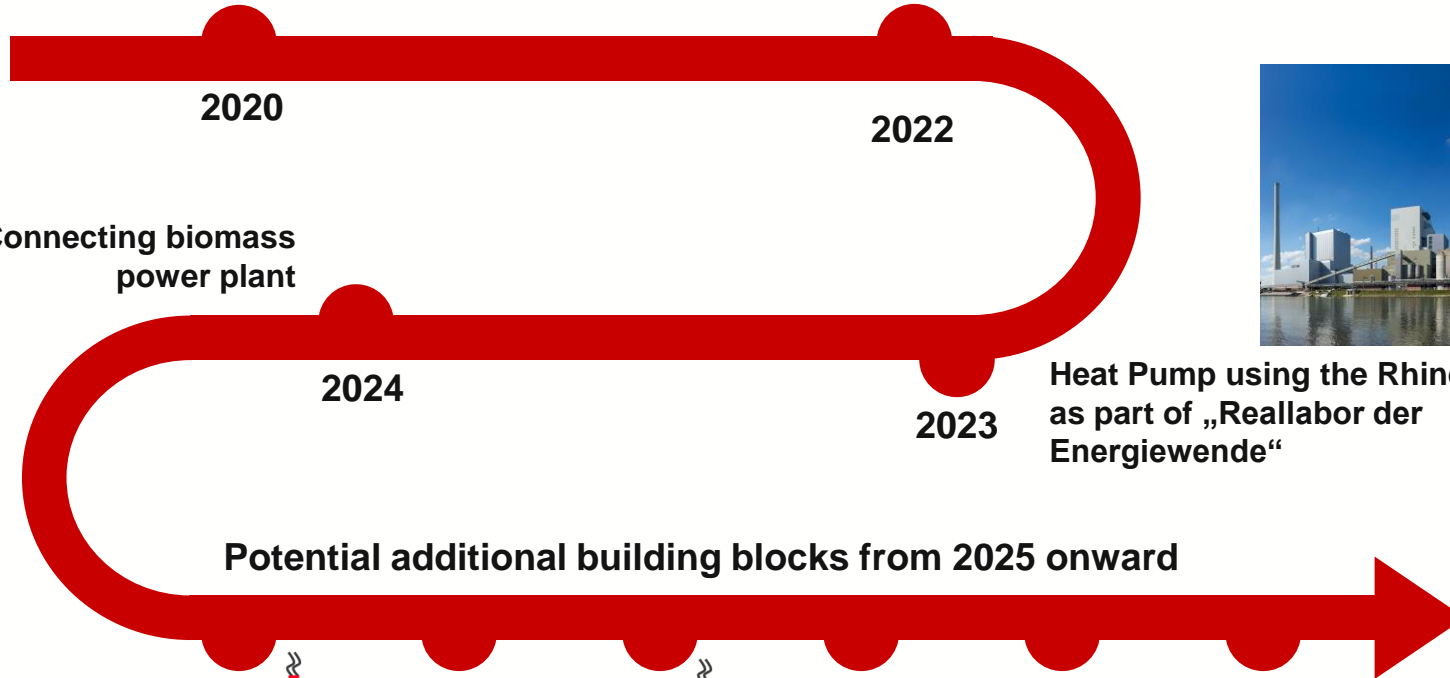 2020
2022
Connecting biomass
power plant
2024
2023
Heat Pump using the Rhine
as part of „Reallabor der
Energiewende“
Potential additional building blocks from 2025 onward